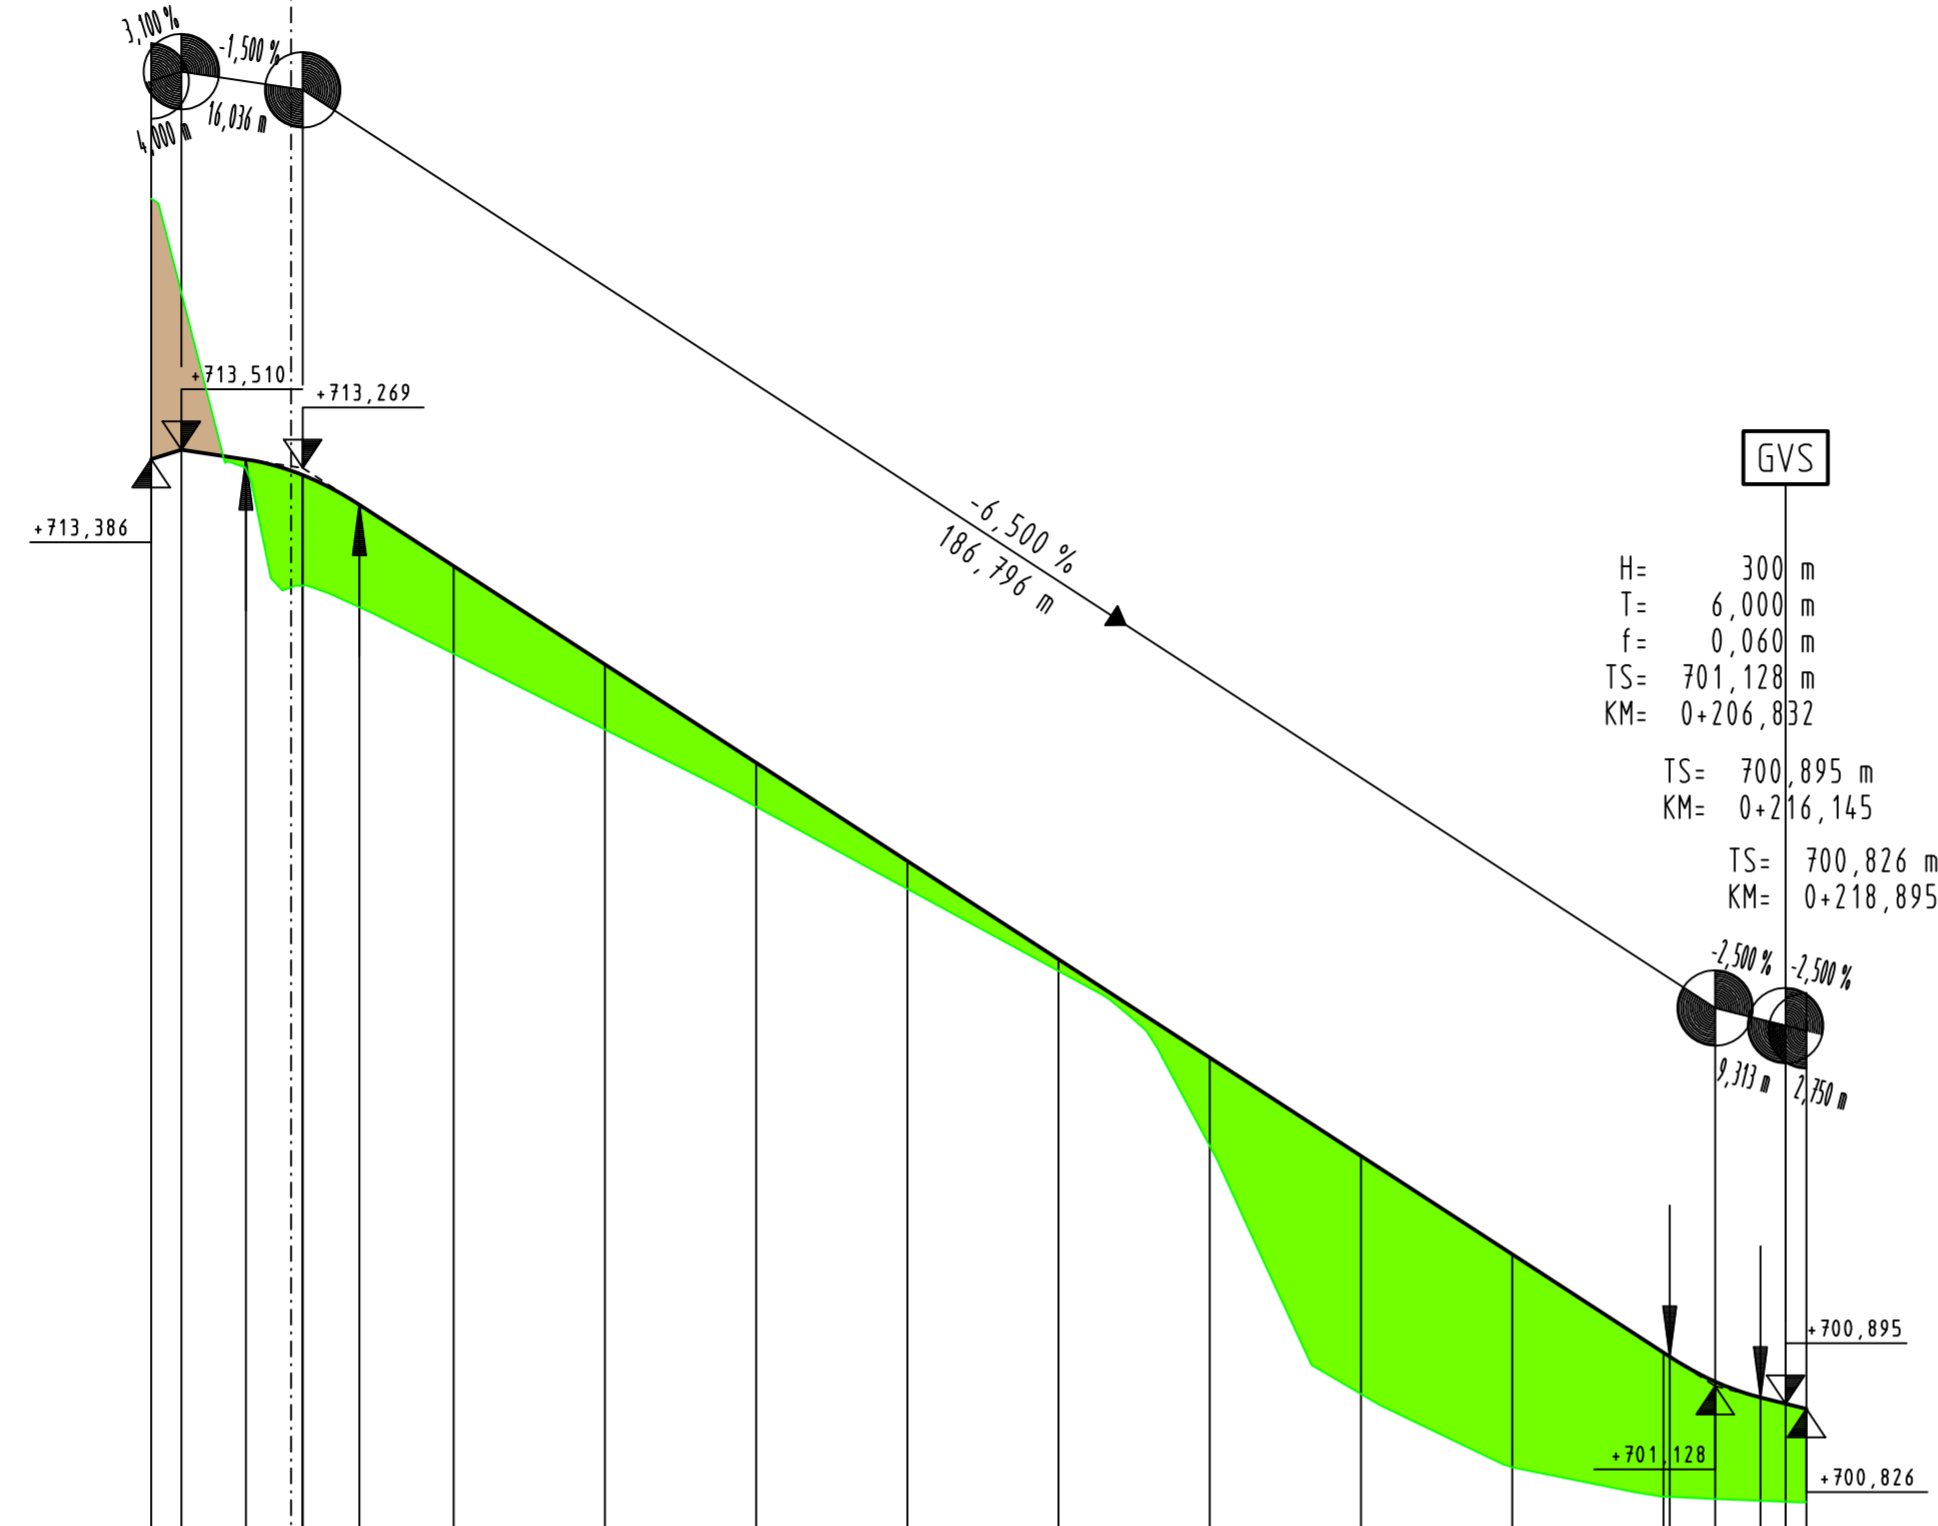 3,100 %
-1,500 %
16,036 m
4,000 m
+713,510
+713,269
+713,386
-6,500 %
186,796 m
GVS
H= 300 m
T= 6,000 m
f= 0,060 m
TS= 701,128 m
KM= 0+206,832
TS= 700,895 m
KM= 0+216,145
TS= 700,826 m
KM= 0+218,895
-2,500 %
-2,500 %
9,313 m
2,750 m
+700,895
+701,128
+700,826